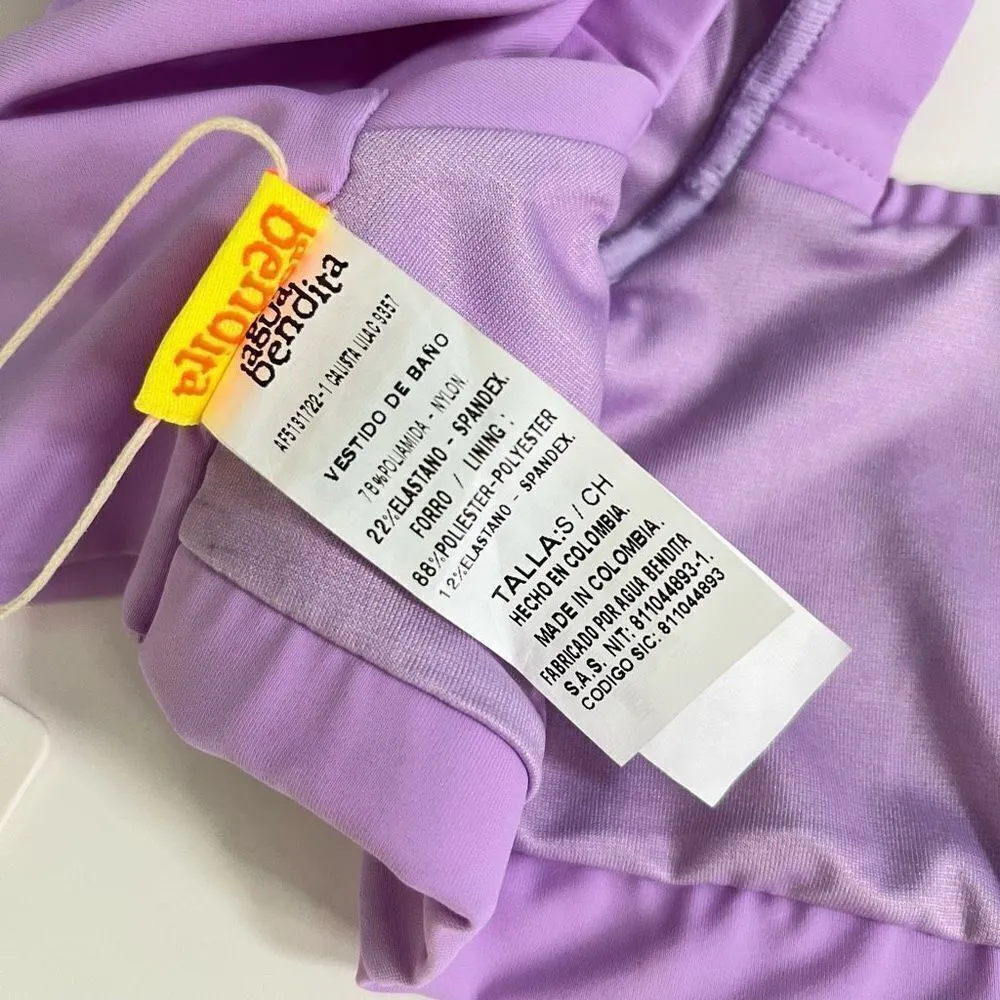 bendita
agua
bendita
AF5131722-1 CALISTA LILAC 9357
VESTIDO DE BAÑO
78%POLIAMIDA - NYLON.
22%ELASTANO - SPANDEX.
FORRO / LINING :
88%POLIESTER-POLYESTER
12%ELASTANO - SPANDEX.
TALLA:S / CH
HECHO EN COLOMBIA.
MADE IN COLOMBIA.
FABRICADO POR AGUA BENDITA
S.A.S. NIT: 811044893-1.
CODIGO SIC: 811044893